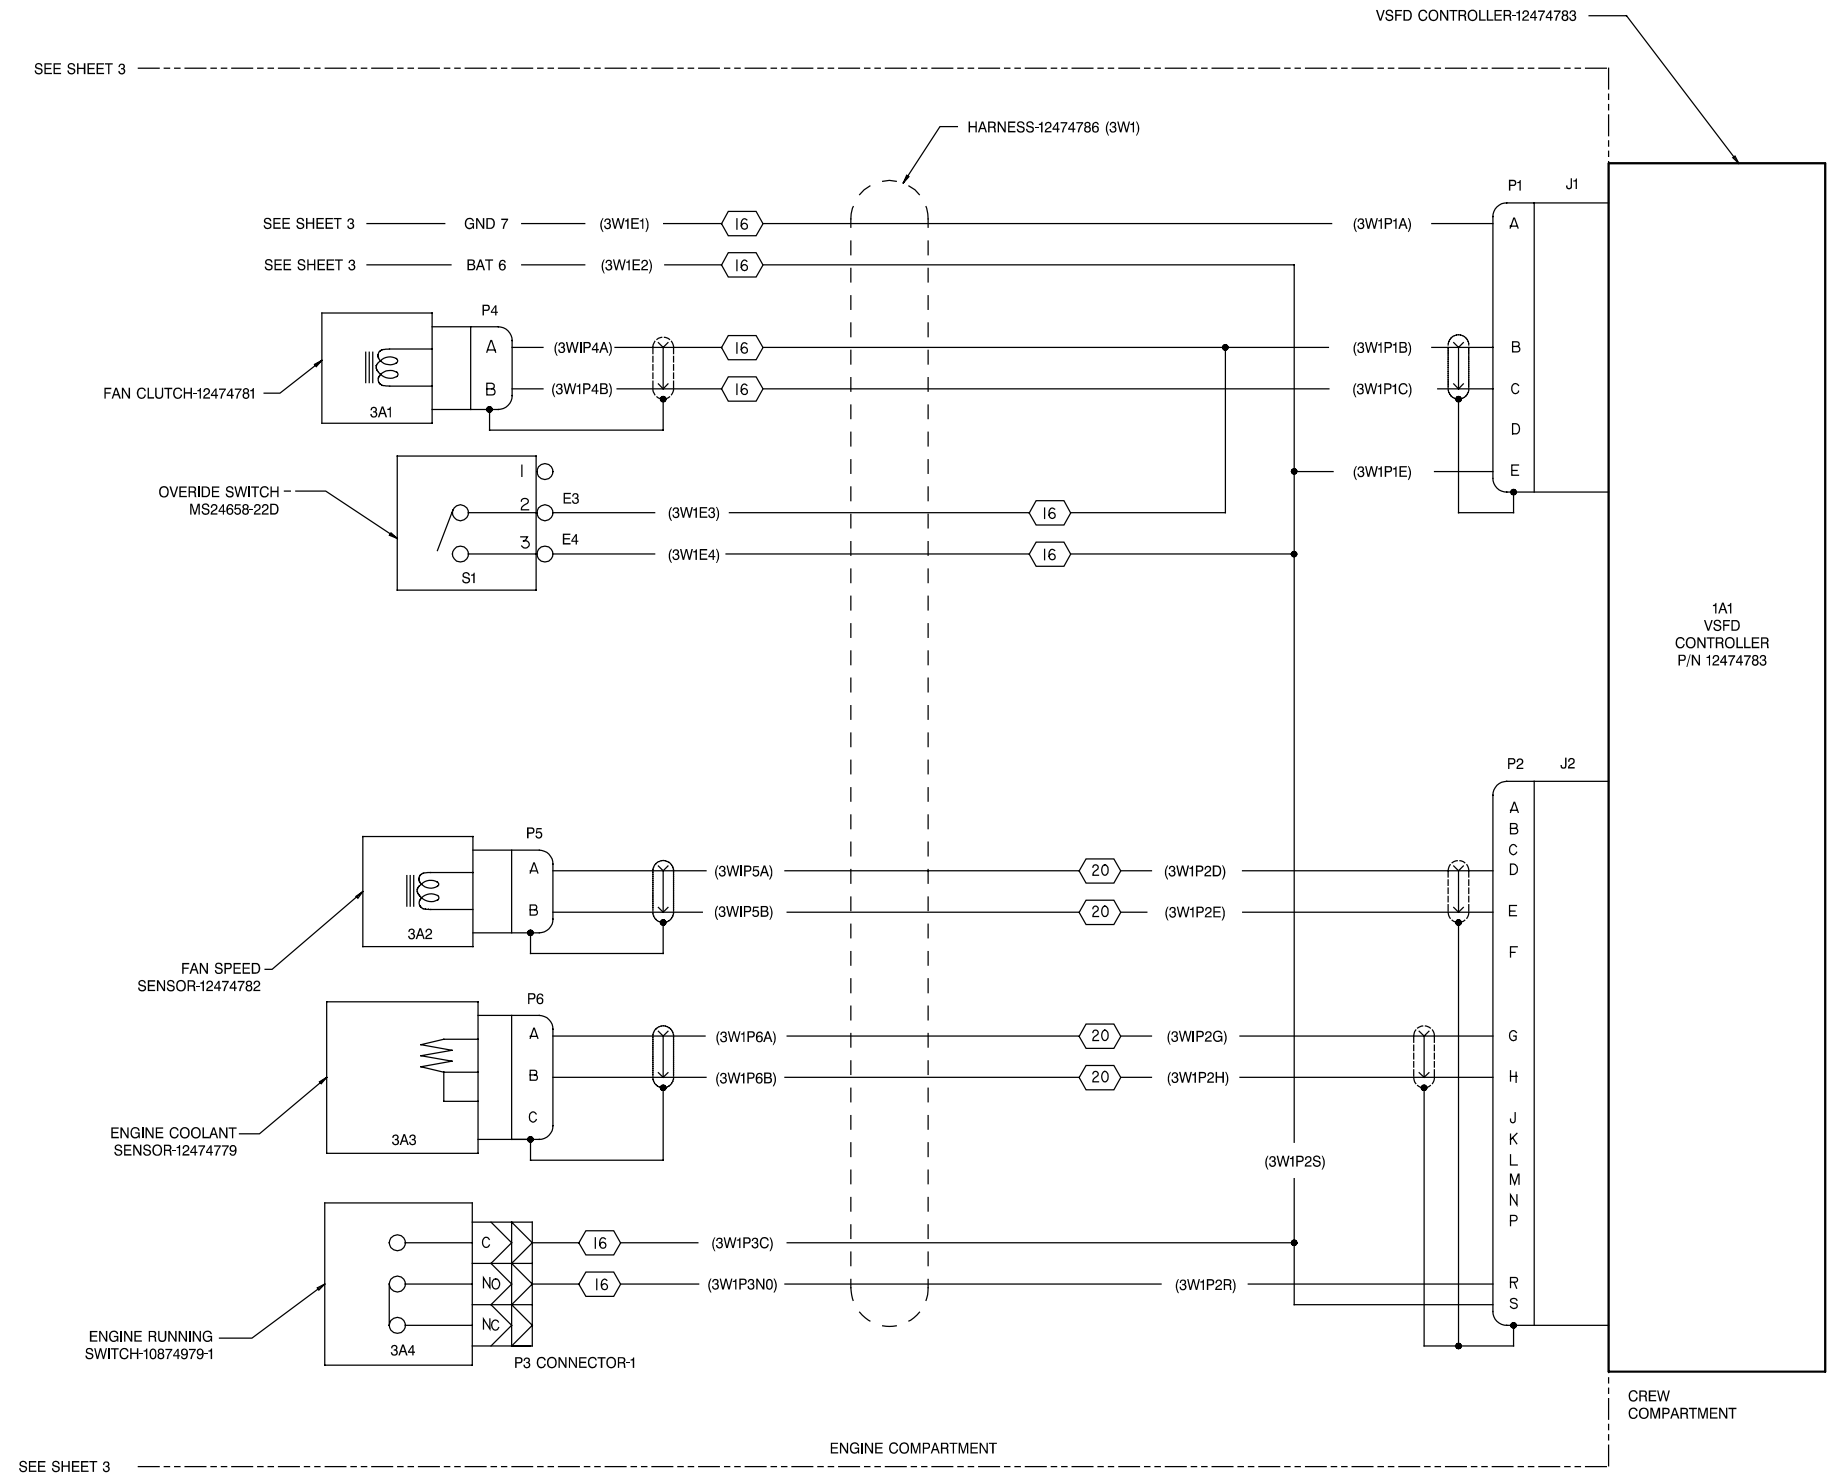 VSFD CONTROLLER-12474783
SEE SHEET 3
HARNESS-12474786 (3W1)
P1 J1
SEE SHEET 3 GND 7 (3W1E1) 16 (3W1P1A) A
SEE SHEET 3 BAT 6 (3W1E2) 16
P4
A (3WIP4A) 16 (3W1P1B) B
FAN CLUTCH-12474781
B (3W1P4B) 16 (3W1P1C) C
3A1
D
1
(3W1P1E) E
OVERIDE SWITCH
MS24658-22D
2 E3 (3W1E3) 16
3 E4 (3W1E4) 16
S1
1A1
VSFD
CONTROLLER
P/N 12474783
P2 J2
A
B
C
P5
A (3WIP5A) 20 (3W1P2D) D
B (3WIP5B) 20 (3W1P2E) E
3A2
F
FAN SPEED
SENSOR-12474782
P6
A (3W1P6A) 20 (3WIP2G) G
B (3W1P6B) 20 (3W1P2H) H
C
J
ENGINE COOLANT
SENSOR-12474779
3A3
K
L
(3W1P2S)
M
N
P
C 16 (3W1P3C)
NO 16 (3W1P3N0) (3W1P2R) R
S
NC
ENGINE RUNNING
SWITCH-10874979-1
3A4
P3 CONNECTOR-1
CREW
COMPARTMENT
ENGINE COMPARTMENT
SEE SHEET 3